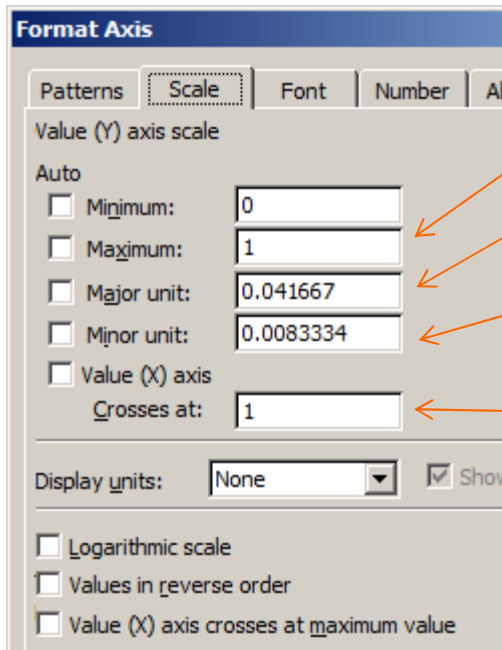 Format Axis
Patterns Scale Font Number Al
Value (Y) axis scale
Auto
Minimum: 0
Maximum: 1
Major unit: 0.041667
Minor unit: 0.0083334
Value (X) axis
Crosses at: 1
Display units: None Show
Logarithmic scale
Values in reverse order
Value (X) axis crosses at maximum value